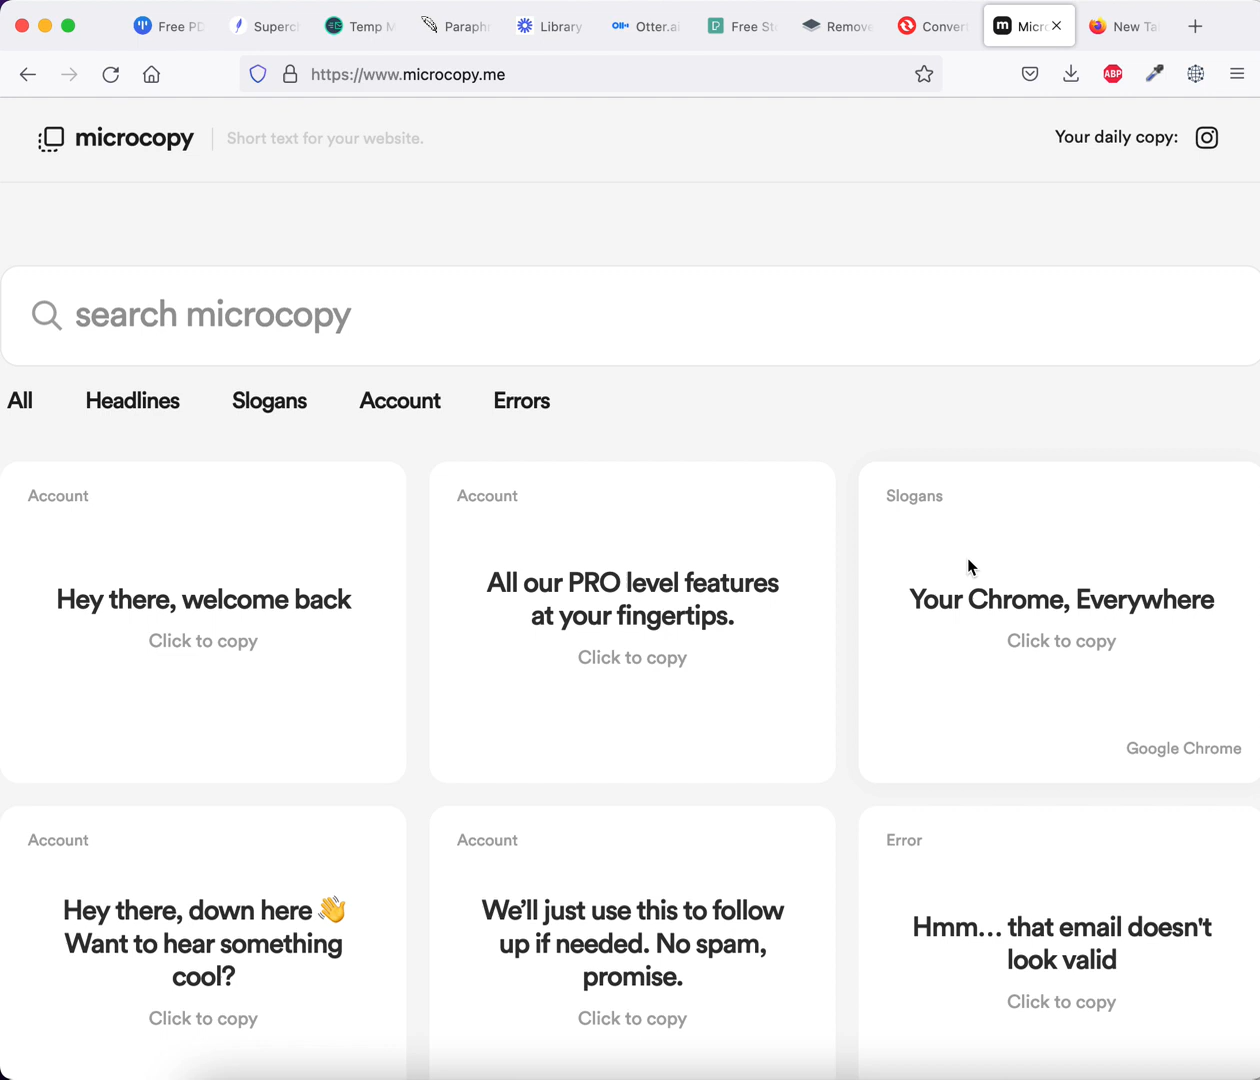 Free PD
Superch
Temp M
Paraphr
Library
Otter.ai
Free Sto
Remove
Convert
Micro
New Ta
https://www.microcopy.me
ABP
microcopy
Short text for your website.
Your daily copy:
search microcopy
All
Headlines
Slogans
Account
Errors
Account
Hey there, welcome back
Click to copy
Account
All our PRO level features
at your fingertips.
Click to copy
Slogans
Your Chrome, Everywhere
Click to copy
Google Chrome
Account
Hey there, down here 👋
Want to hear something
cool?
Click to copy
Account
We’ll just use this to follow
up if needed. No spam,
promise.
Click to copy
Error
Hmm… that email doesn't
look valid
Click to copy